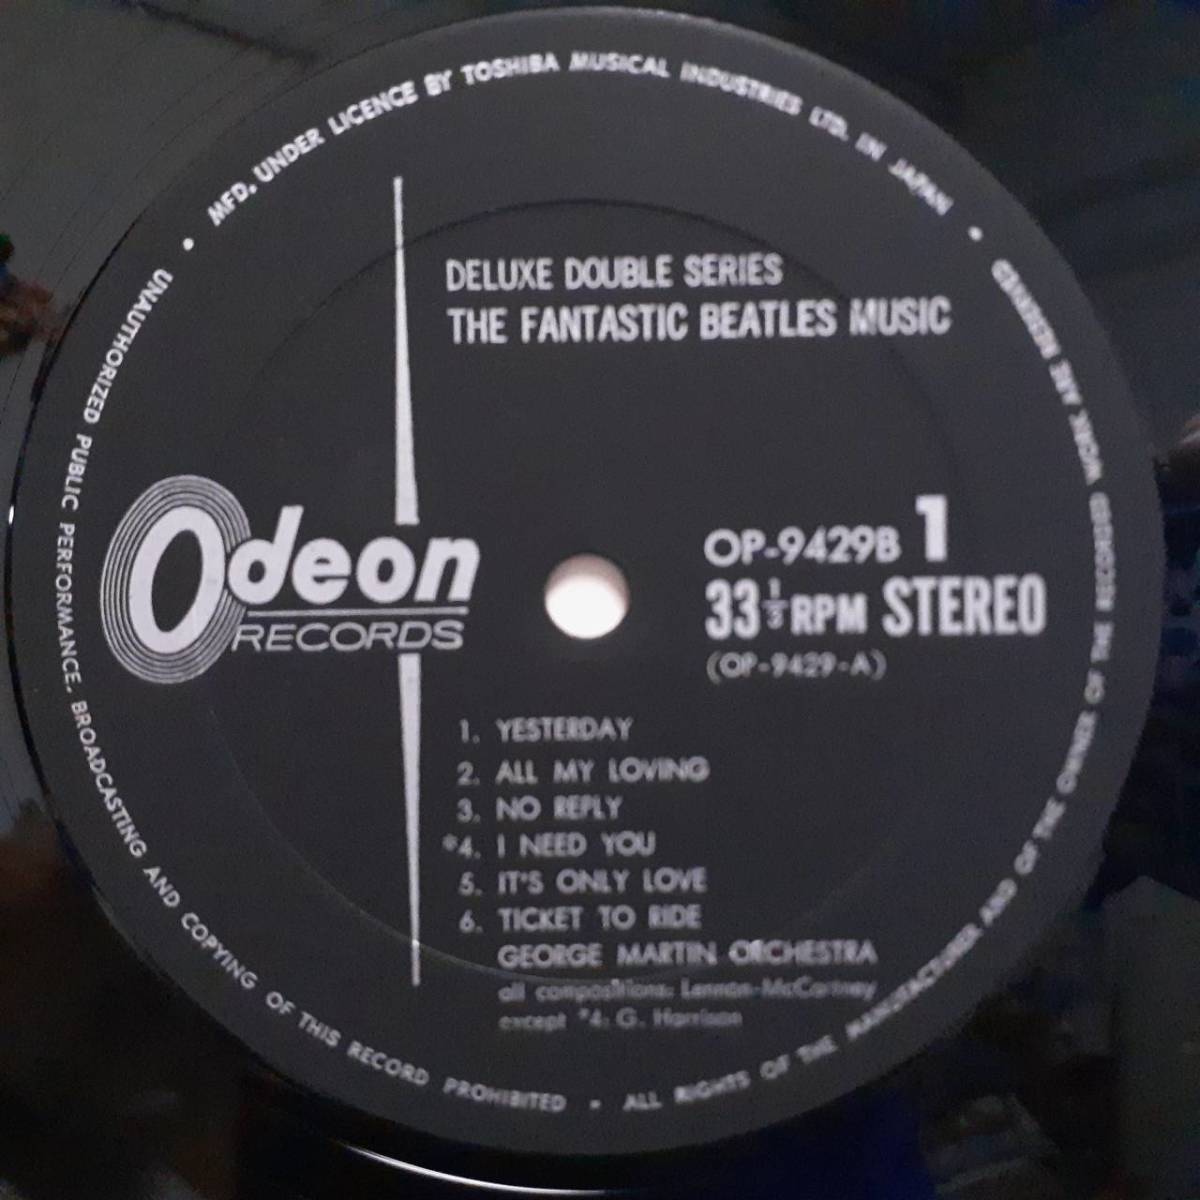 MFD. UNDER LICENCE BY TOSHIBA MUSICAL INDUSTRIES LTD. IN JAPAN •
DELUXE DOUBLE SERIES
THE FANTASTIC BEATLES MUSIC
Odeon
RECORDS
OP-9429B 1
33 1/3 RPM STEREO
(OP-9429-A)
1. YESTERDAY
2. ALL MY LOVING
3. NO REPLY
*4. I NEED YOU
5. IT'S ONLY LOVE
6. TICKET TO RIDE
GEORGE MARTIN ORCHESTRA
all compositions: Lennon-McCartney
except *4: G. Harrison
• ALL RIGHTS OF THE MANUFACTURER AND OF THE OWNER OF THE RECORDED WORK ARE RESERVED
• UNAUTHORIZED PUBLIC PERFORMANCE, BROADCASTING AND COPYING OF THIS RECORD PROHIBITED